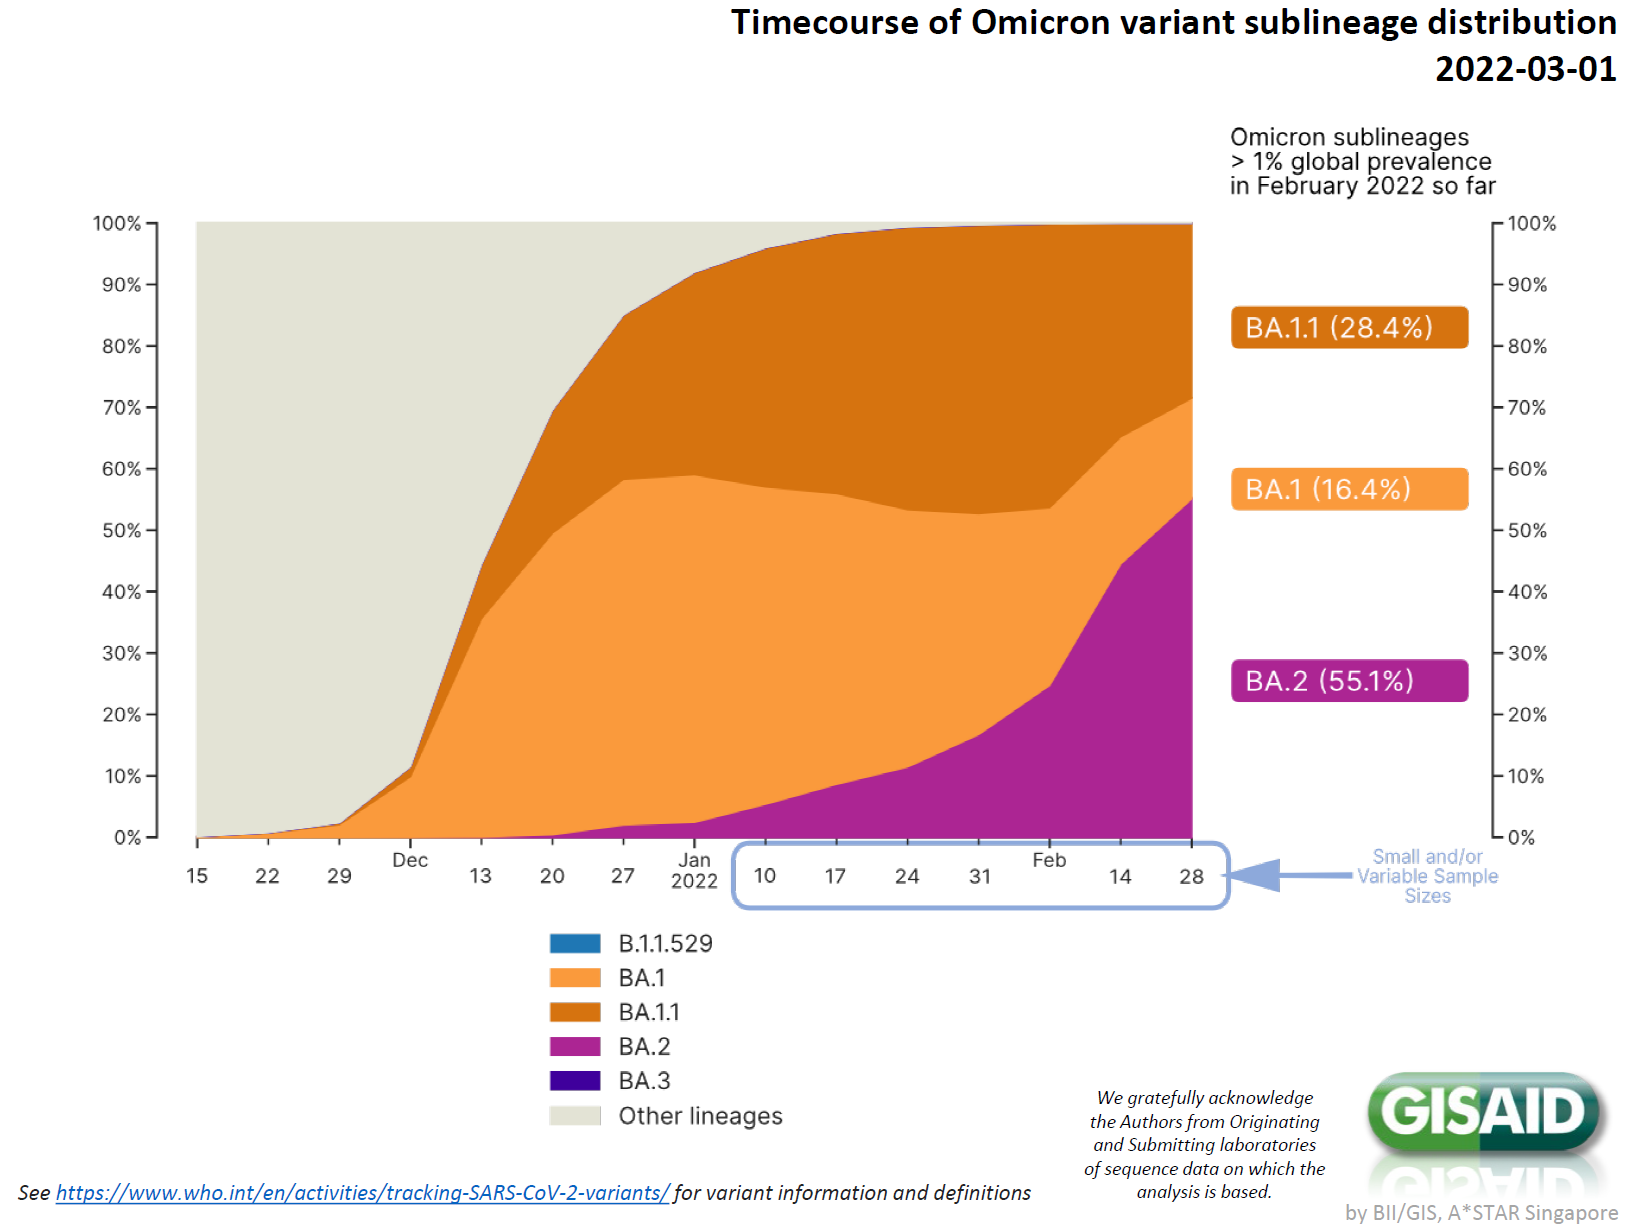 Timecourse of Omicron variant sublineage distribution
2022-03-01
Omicron sublineages
> 1% global prevalence
in February 2022 so far
100%
90%
80%
70%
60%
50%
40%
30%
20%
10%
0%
100%
90%
80%
70%
60%
50%
40%
30%
20%
10%
0%
BA.1.1 (28.4%)
BA.1 (16.4%)
BA.2 (55.1%)
15 22 29 Dec 13 20 27 Jan 2022 10 17 24 31 Feb 14 28
Small and/or
Variable Sample
Sizes
B.1.1.529
BA.1
BA.1.1
BA.2
BA.3
Other lineages
We gratefully acknowledge
the Authors from Originating
and Submitting laboratories
of sequence data on which the
analysis is based.
GISAID
See https://www.who.int/en/activities/tracking-SARS-CoV-2-variants/ for variant information and definitions
by BII/GIS, A*STAR Singapore